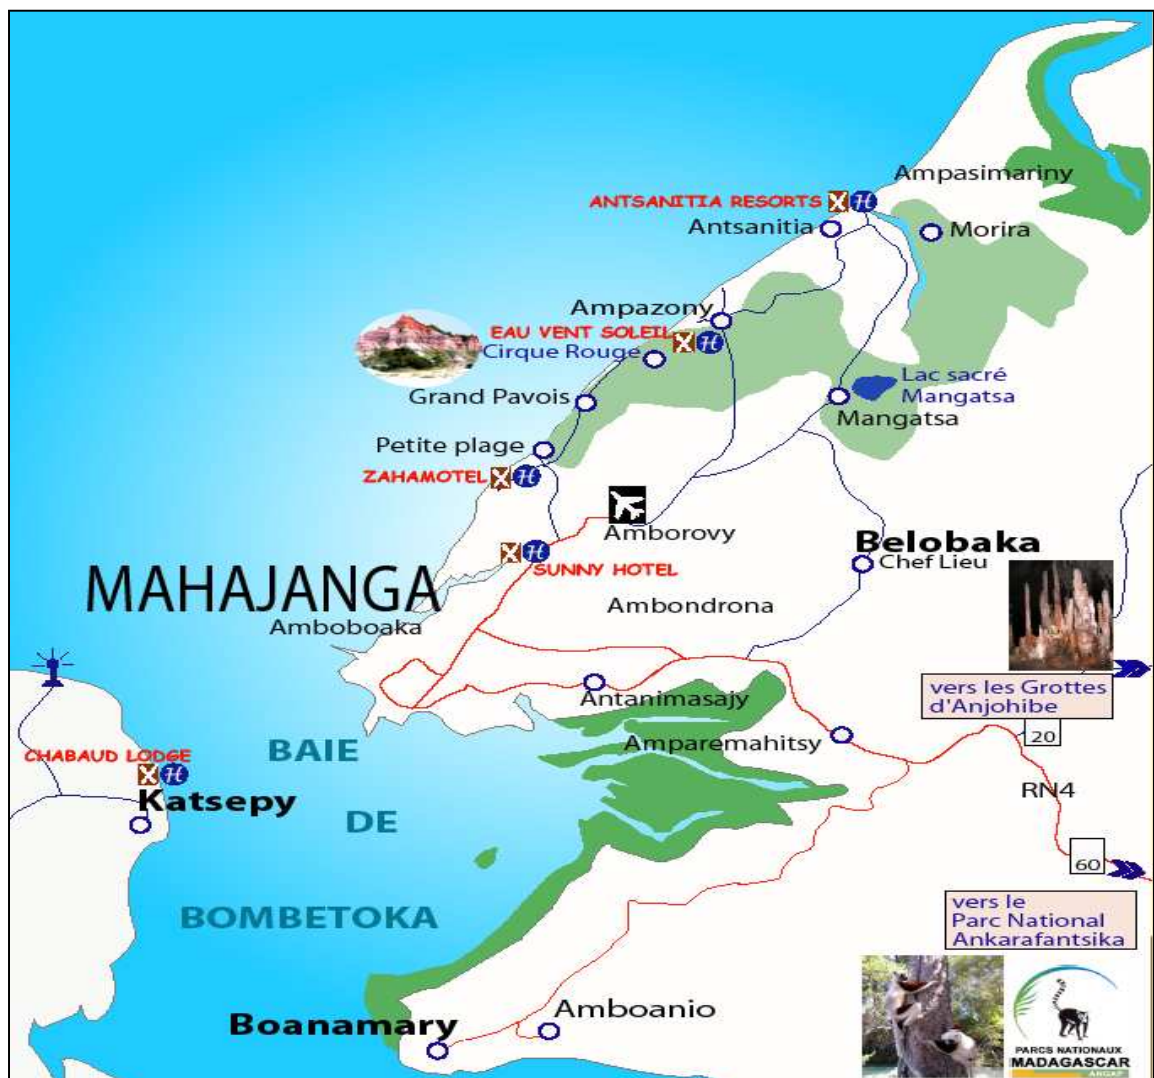 Ampasimariny
ANTSANITIA RESORTS
H
Antsanitia
Morira
Ampazony
EAU VENT SOLEIL
H
Cirque Rouge
Lac sacré
Mangatsa
Grand Pavois
Mangatsa
Petite plage
ZAHAMOTEL
H
Amborovy
Belobaka
Chef Lieu
H
SUNNY HOTEL
MAHAJANGA
Ambondrona
Amboboaka
vers les Grottes
d'Anjohibe
Antanimasajy
20
Amparemahitsy
BAIE
CHABAUD LODGE
H
Katsepy
RN4
DE
60
vers le
Parc National
Ankarafantsika
BOMBETOKA
Amboanio
Boanamary
PARCS NATIONAUX
MADAGASCAR
ANGAP